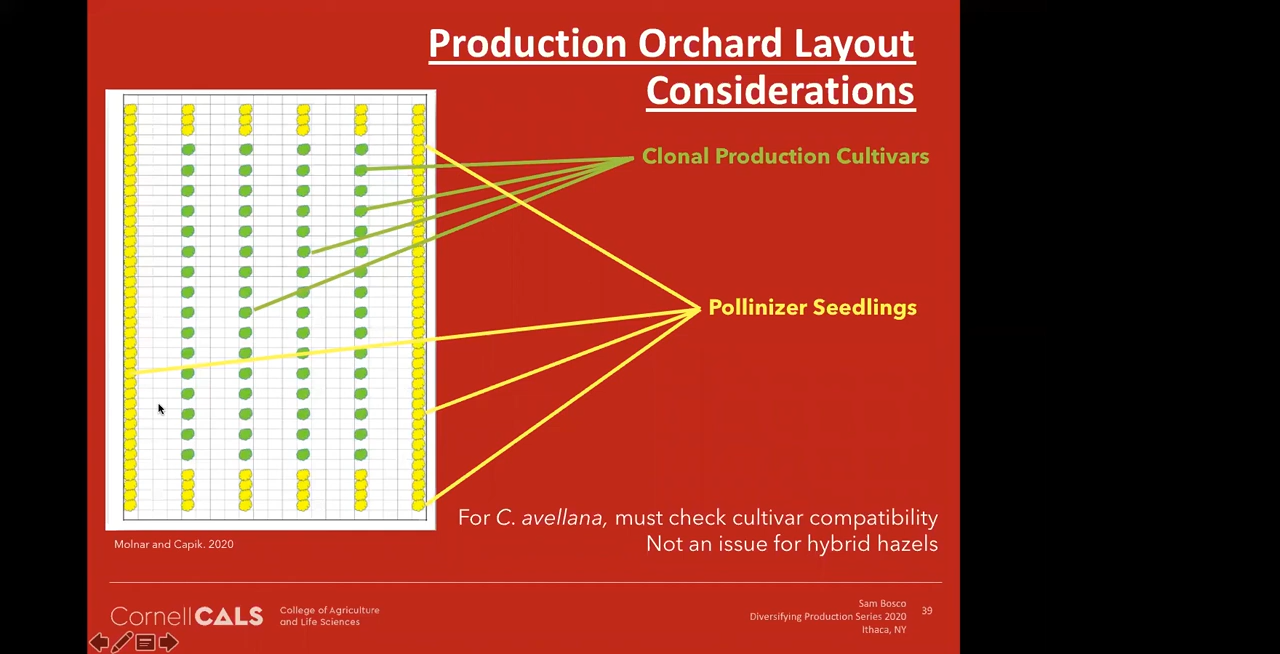 Production Orchard Layout
Considerations
Clonal Production Cultivars
Pollinizer Seedlings
For C. avellana, must check cultivar compatibility
Not an issue for hybrid hazels
Molnar and Capik. 2020
CornellCALS
College of Agriculture
and Life Sciences
Sam Bosco
Diversifying Production Series 2020
Ithaca, NY
39